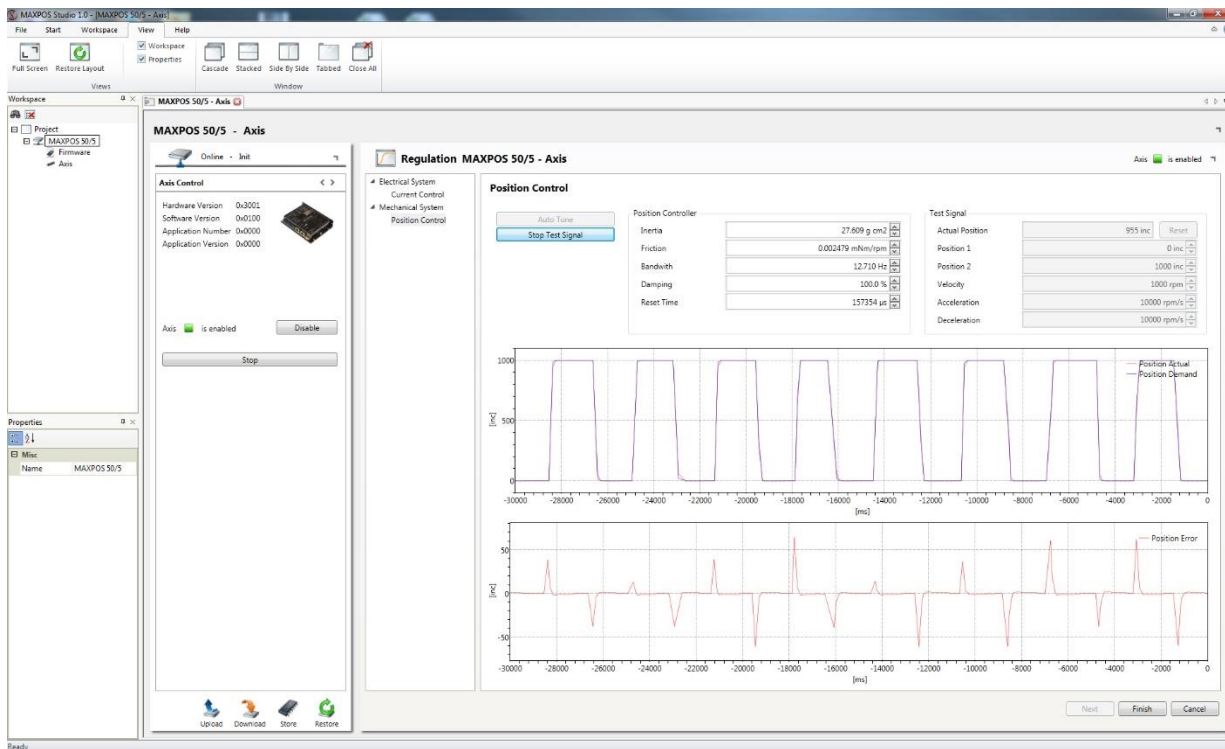 MAXPOS Studio 1.0 - [MAXPOS 50/5 - Axis]
File Start Workspace View Help
Full Screen Restore Layout
Workspace
Properties
Cascade Stacked Side By Side Tabbed Close All
Views Window
Workspace
Project
MAXPOS 50/5
Firmware
Axis
Properties
Misc
Name MAXPOS 50/5
MAXPOS 50/5 - Axis
MAXPOS 50/5 - Axis
Online - Init
Axis Control < >
Hardware Version 0x3001
Software Version 0x0100
Application Number 0x0000
Application Version 0x0000
Axis is enabled Disable
Stop
Upload Download Store Restore
Regulation MAXPOS 50/5 - Axis
Axis is enabled
Electrical System
Current Control
Mechanical System
Position Control
Position Control
Auto Tune
Stop Test Signal
Position Controller
Inertia 27.609 g cm2
Friction 0.002479 mNm/rpm
Bandwith 12.710 Hz
Damping 100.0 %
Reset Time 157354 µs
Test Signal
Actual Position 955 inc Reset
Position 1 0 inc
Position 2 1000 inc
Velocity 1000 rpm
Acceleration 10000 rpm/s
Deceleration 10000 rpm/s
Position Actual
Position Demand
1000
[inc]
500
0
-30000 -28000 -26000 -24000 -22000 -20000 -18000 -16000 -14000 -12000 -10000 -8000 -6000 -4000 -2000 0
[ms]
Position Error
50
[inc]
0
-50
-30000 -28000 -26000 -24000 -22000 -20000 -18000 -16000 -14000 -12000 -10000 -8000 -6000 -4000 -2000 0
[ms]
Next Finish Cancel
Ready